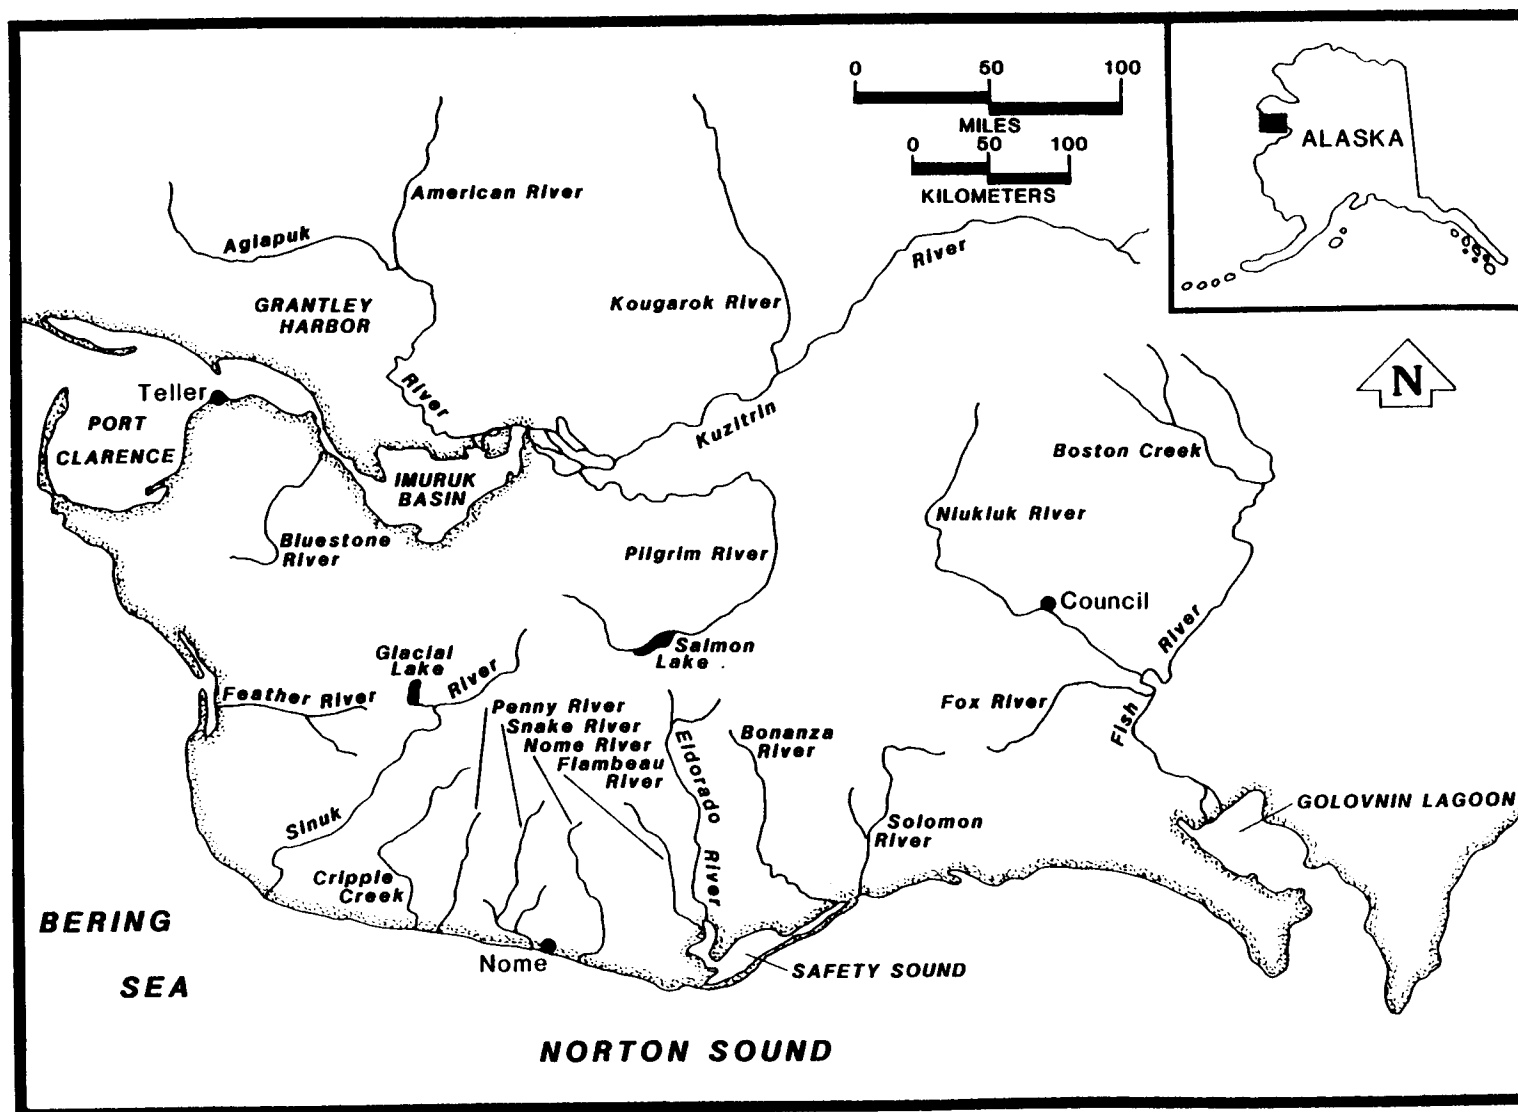 0 50 100
MILES
0 50 100
KILOMETERS
ALASKA
N
American River
Agiapuk
River
GRANTLEY
HARBOR
Kougarok River
River
Kuzitrin
Teller
PORT
CLARENCE
IMURUK
BASIN
Boston Creek
Niukluk River
Bluestone
River
Pilgrim River
Council
River
Salmon
Lake
Glacial
Lake
River
Feather River
Fox River
Fish
Penny River
Snake River
Nome River
Flambeau
River
Eldorado
River
Bonanza
River
Sinuk
Solomon
River
GOLOVNIN LAGOON
Cripple
Creek
BERING
SEA
Nome
SAFETY SOUND
NORTON SOUND